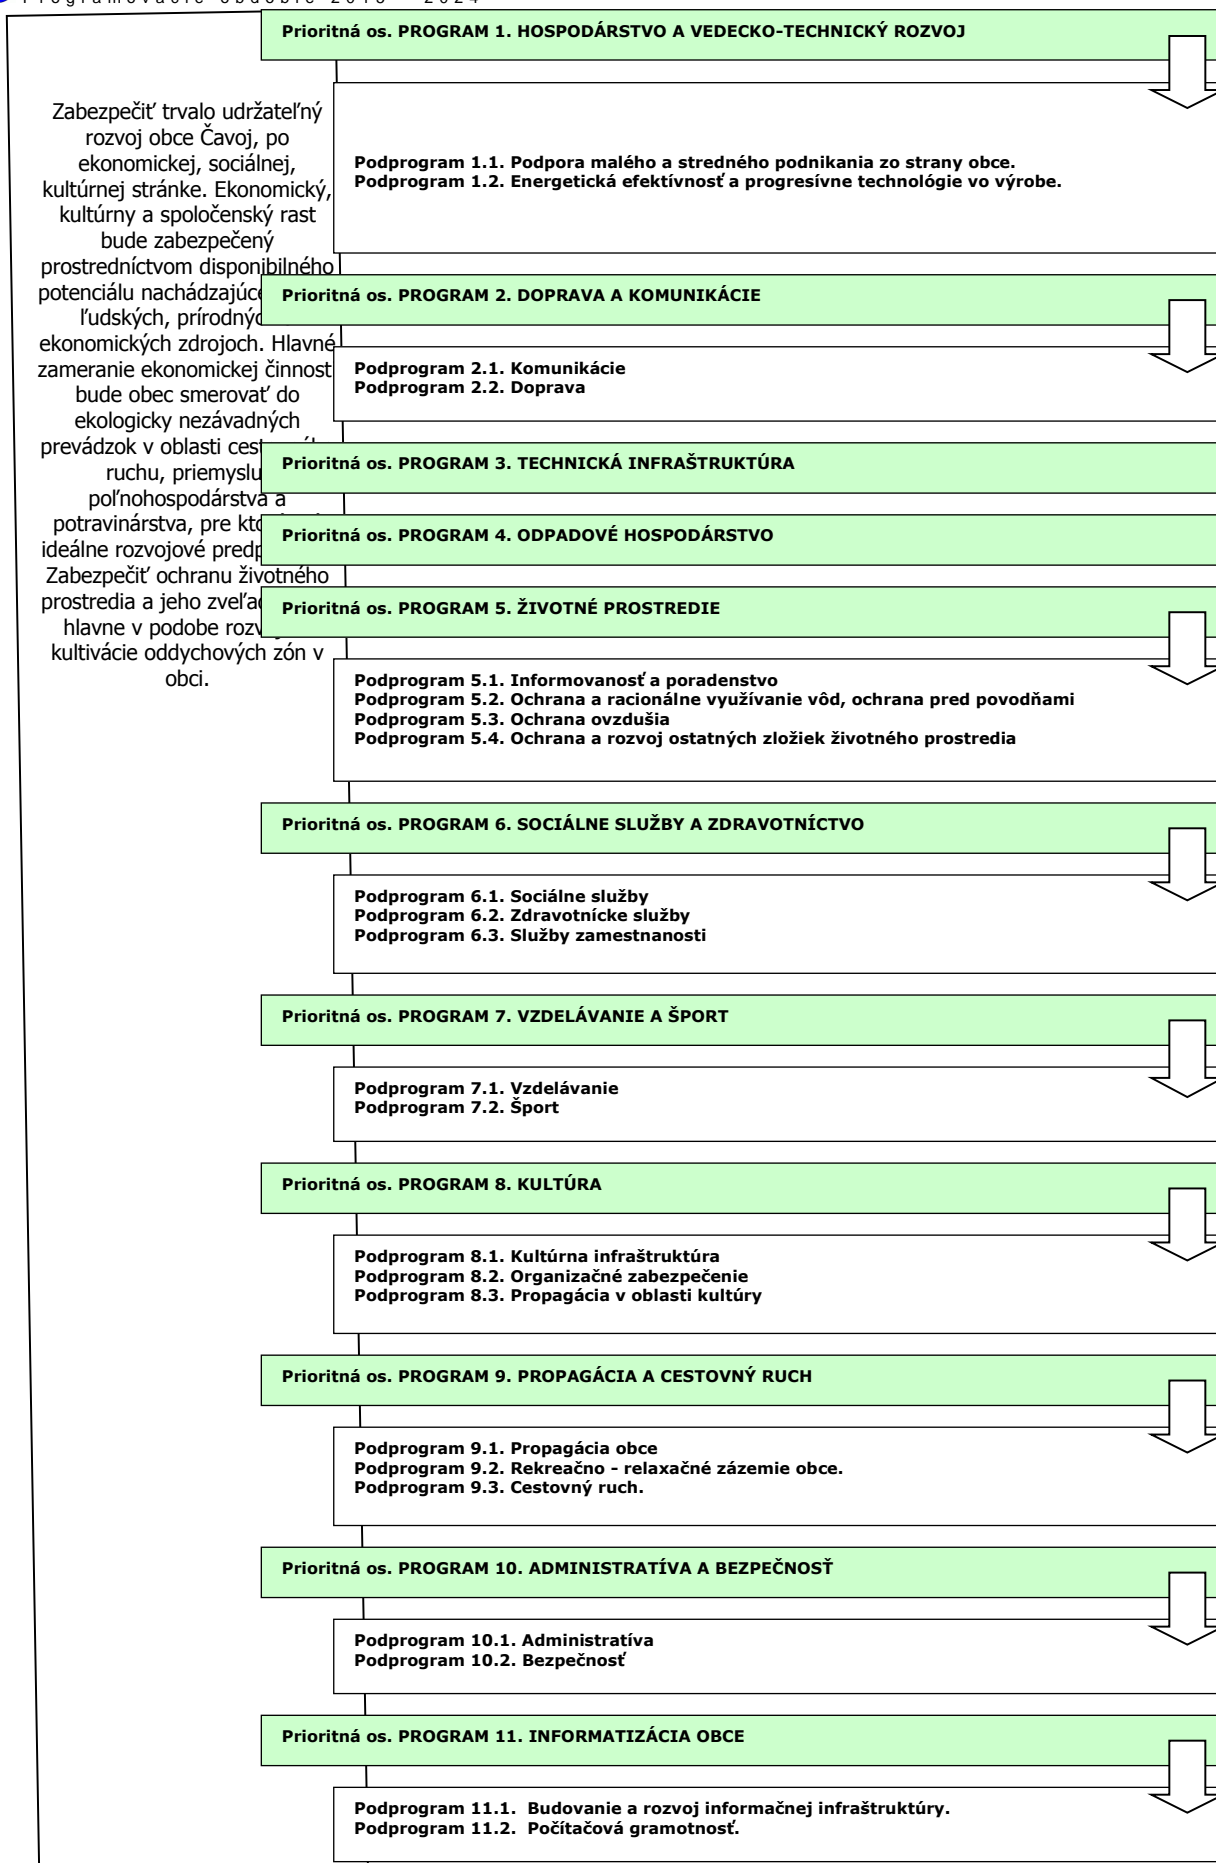 Prioritná os. PROGRAM 1. HOSPODÁRSTVO A VEDECKO-TECHNICKÝ ROZVOJ
Zabezpečiť trvalo udržateľný
rozvoj obce Čavoj, po
ekonomickej, sociálnej,
kultúrnej stránke. Ekonomický,
kultúrny a spoločenský rast
bude zabezpečený
prostredníctvom disponibilného
potenciálu
ľudských,
ekonomických zdrojoch. Hlavné
zameranie ekonomickej
bude obec smerovať do
ekologicky nezávadných
prevádzok v oblasti
ruchu, priemyslu
poľnohospodárstva a
potravinárstva, pre
ideálne rozvojové
Zabezpečiť ochranu životného
prostredia a jeho
hlavne v podobe
kultivácie oddychových zón v
obci.
Podprogram 1.1. Podpora malého a stredného podnikania zo strany obce.
Podprogram 1.2. Energetická efektívnosť a progresívne technológie vo výrobe.
Prioritná os. PROGRAM 2. DOPRAVA A KOMUNIKÁCIE
Podprogram 2.1. Komunikácie
Podprogram 2.2. Doprava
Prioritná os. PROGRAM 3. TECHNICKÁ INFRAŠTRUKTÚRA
Prioritná os. PROGRAM 4. ODPADOVÉ HOSPODÁRSTVO
Prioritná os. PROGRAM 5. ŽIVOTNÉ PROSTREDIE
Podprogram 5.1. Informovanosť a poradenstvo
Podprogram 5.2. Ochrana a racionálne využívanie vôd, ochrana pred povodňami
Podprogram 5.3. Ochrana ovzdušia
Podprogram 5.4. Ochrana a rozvoj ostatných zložiek životného prostredia
Prioritná os. PROGRAM 6. SOCIÁLNE SLUŽBY A ZDRAVOTNÍCTVO
Podprogram 6.1. Sociálne služby
Podprogram 6.2. Zdravotnícke služby
Podprogram 6.3. Služby zamestnanosti
Prioritná os. PROGRAM 7. VZDELÁVANIE A ŠPORT
Podprogram 7.1. Vzdelávanie
Podprogram 7.2. Šport
Prioritná os. PROGRAM 8. KULTÚRA
Podprogram 8.1. Kultúrna infraštruktúra
Podprogram 8.2. Organizačné zabezpečenie
Podprogram 8.3. Propagácia v oblasti kultúry
Prioritná os. PROGRAM 9. PROPAGÁCIA A CESTOVNÝ RUCH
Podprogram 9.1. Propagácia obce
Podprogram 9.2. Rekreačno - relaxačné zázemie obce.
Podprogram 9.3. Cestovný ruch.
Prioritná os. PROGRAM 10. ADMINISTRATÍVA A BEZPEČNOSŤ
Podprogram 10.1. Administratíva
Podprogram 10.2. Bezpečnosť
Prioritná os. PROGRAM 11. INFORMATIZÁCIA OBCE
Podprogram 11.1. Budovanie a rozvoj informačnej infraštruktúry.
Podprogram 11.2. Počítačová gramotnosť.